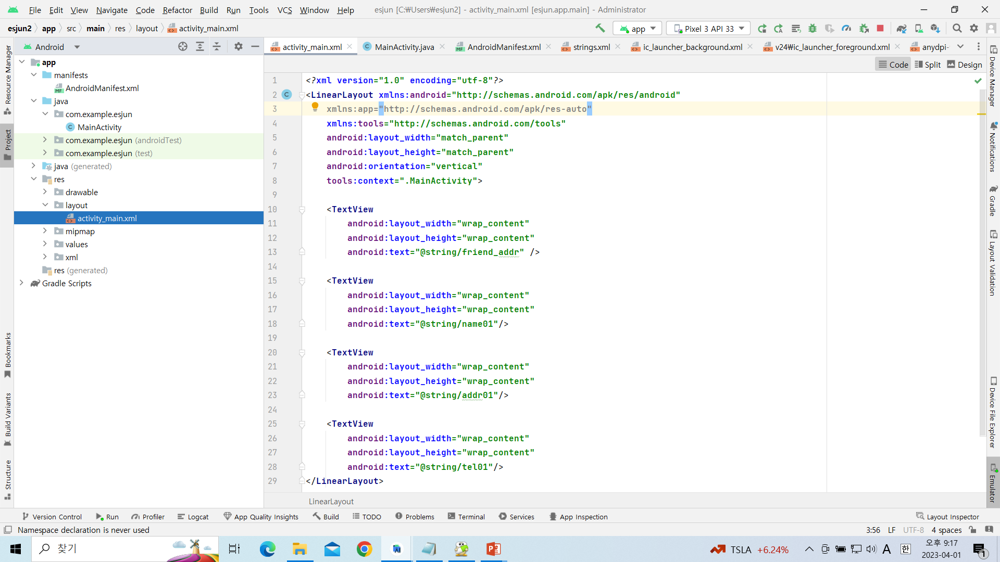 File Edit View Navigate Code Refactor Build Run Tools VCS Window Help esjun [C:₩Users₩esjun2] - activity_main.xml [esjun.app.main] - Administrator
esjun2 app src main res layout activity_main.xml app Pixel 3 API 33
Android activity_main.xml MainActivity.java AndroidManifest.xml strings.xml ic_launcher_background.xml v24₩ic_launcher_foreground.xml anydpi-
Code Split Design
Resource Manager
Project
Bookmarks
Build Variants
Structure
app
manifests
AndroidManifest.xml
java
com.example.esjun
MainActivity
com.example.esjun (androidTest)
com.example.esjun (test)
java (generated)
res
drawable
layout
activity_main.xml
mipmap
values
xml
res (generated)
Gradle Scripts
1 <?xml version="1.0" encoding="utf-8"?>
2 <LinearLayout xmlns:android="http://schemas.android.com/apk/res/android"
3 xmlns:app="http://schemas.android.com/apk/res-auto"
4 xmlns:tools="http://schemas.android.com/tools"
5 android:layout_width="match_parent"
6 android:layout_height="match_parent"
7 android:orientation="vertical"
8 tools:context=".MainActivity">
9
10 <TextView
11 android:layout_width="wrap_content"
12 android:layout_height="wrap_content"
13 android:text="@string/friend_addr" />
14
15 <TextView
16 android:layout_width="wrap_content"
17 android:layout_height="wrap_content"
18 android:text="@string/name01"/>
19
20 <TextView
21 android:layout_width="wrap_content"
22 android:layout_height="wrap_content"
23 android:text="@string/addr01"/>
24
25 <TextView
26 android:layout_width="wrap_content"
27 android:layout_height="wrap_content"
28 android:text="@string/tel01"/>
29 </LinearLayout>
LinearLayout
Device Manager
Notifications
Gradle
Layout Validation
Device File Explorer
Emulator
Version Control Run Profiler Logcat App Quality Insights Build TODO Problems Terminal Services App Inspection Layout Inspector
Namespace declaration is never used 3:56 LF UTF-8 4 spaces
찾기 TSLA +6.24% A 한 오후 9:17
2023-04-01 1